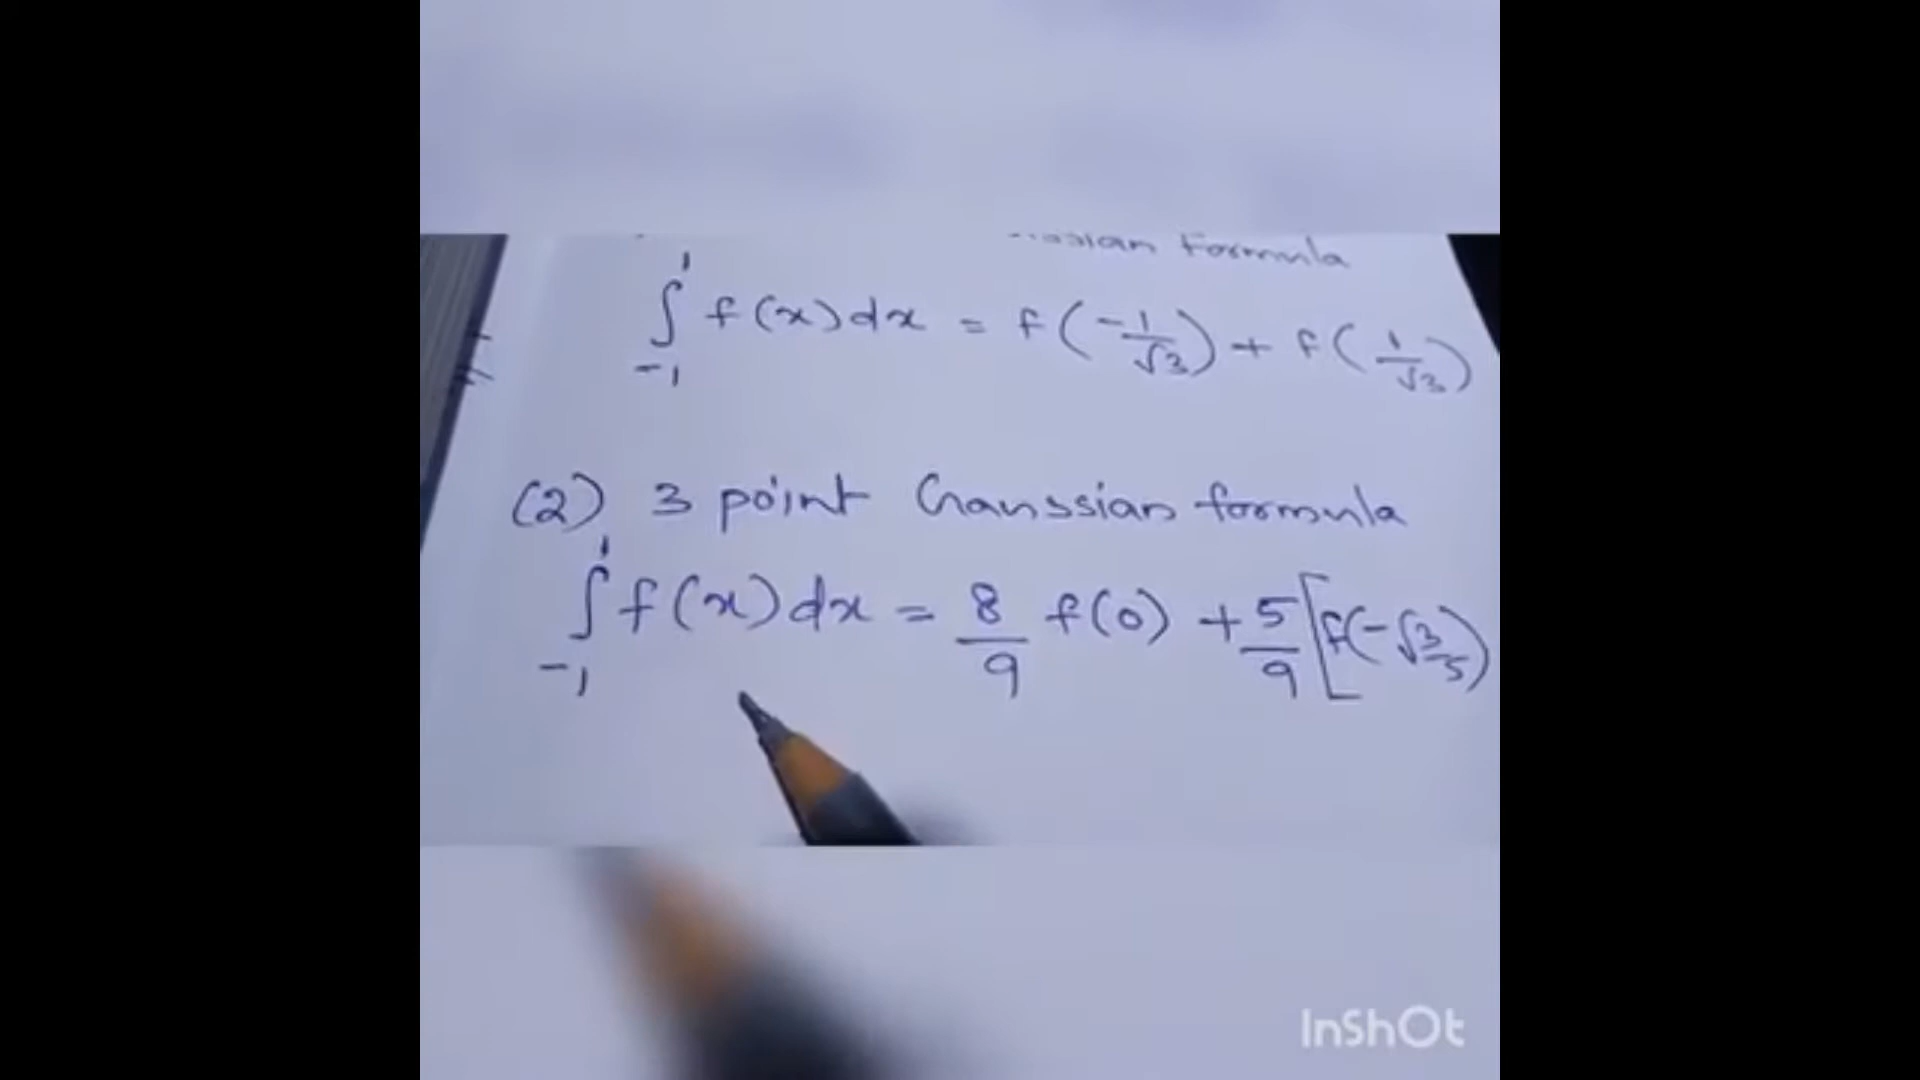 Formula
∫₋₁¹ f(x)dx = f(-1/√3) + f(1/√3)
(2) 3 point Gaussian formula
∫₋₁¹ f(x)dx = 8/9 f(0) + 5/9 [f(-√3/5)
InShOt